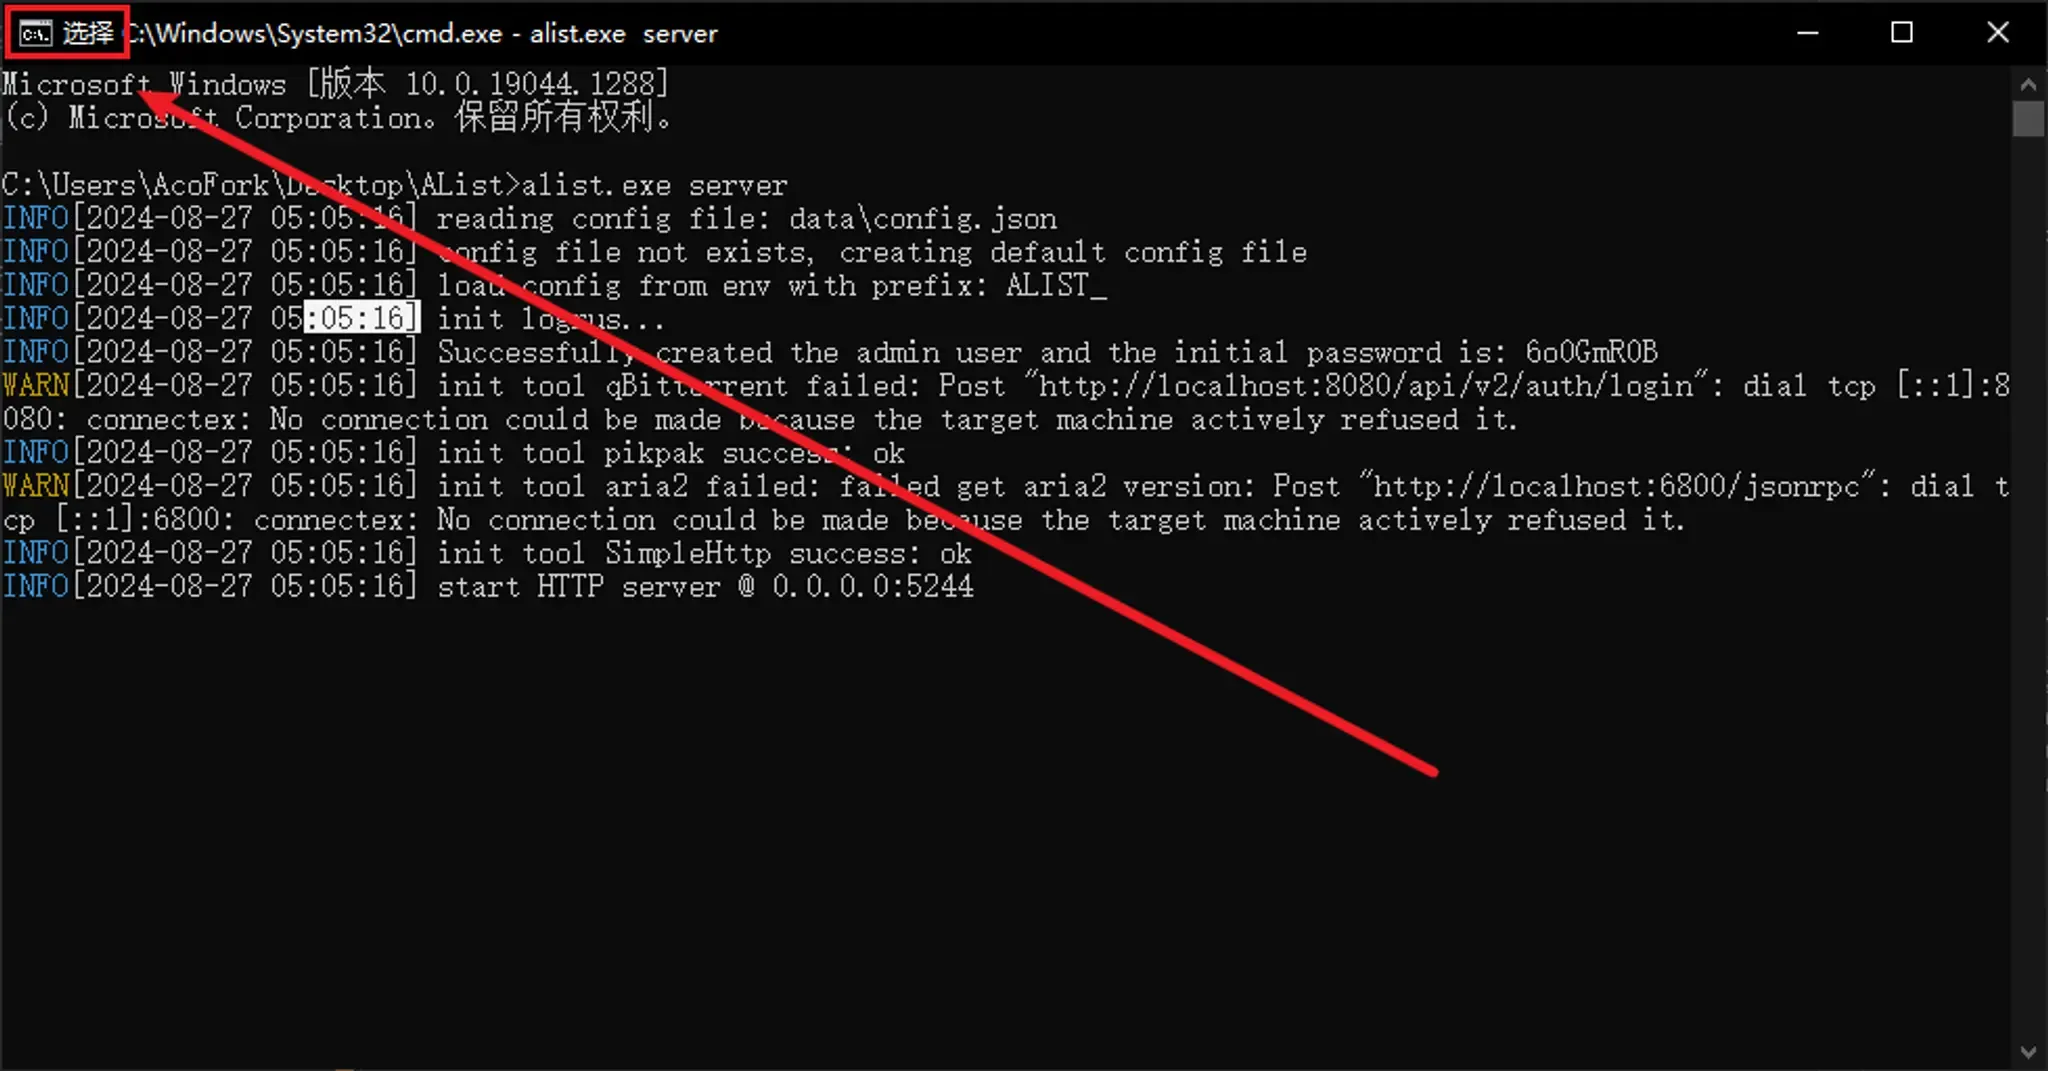 选择 C:\Windows\System32\cmd.exe - alist.exe  server
Microsoft Windows [版本 10.0.19044.1288]
(c) Microsoft Corporation。保留所有权利。
C:\Users\AcoFork\Desktop\AList>alist.exe server
INFO[2024-08-27 05:05:16] reading config file: data\config.json
INFO[2024-08-27 05:05:16] config file not exists, creating default config file
INFO[2024-08-27 05:05:16] load config from env with prefix: ALIST_
INFO[2024-08-27 05:05:16] init logrus...
INFO[2024-08-27 05:05:16] Successfully created the admin user and the initial password is: 6oOGmROB
WARN[2024-08-27 05:05:16] init tool qBittorrent failed: Post "http://localhost:8080/api/v2/auth/login": dial tcp [::1]:8
080: connectex: No connection could be made because the target machine actively refused it.
INFO[2024-08-27 05:05:16] init tool pikpak success: ok
WARN[2024-08-27 05:05:16] init tool aria2 failed: failed get aria2 version: Post "http://localhost:6800/jsonrpc": dial t
cp [::1]:6800: connectex: No connection could be made because the target machine actively refused it.
INFO[2024-08-27 05:05:16] init tool SimpleHttp success: ok
INFO[2024-08-27 05:05:16] start HTTP server @ 0.0.0.0:5244